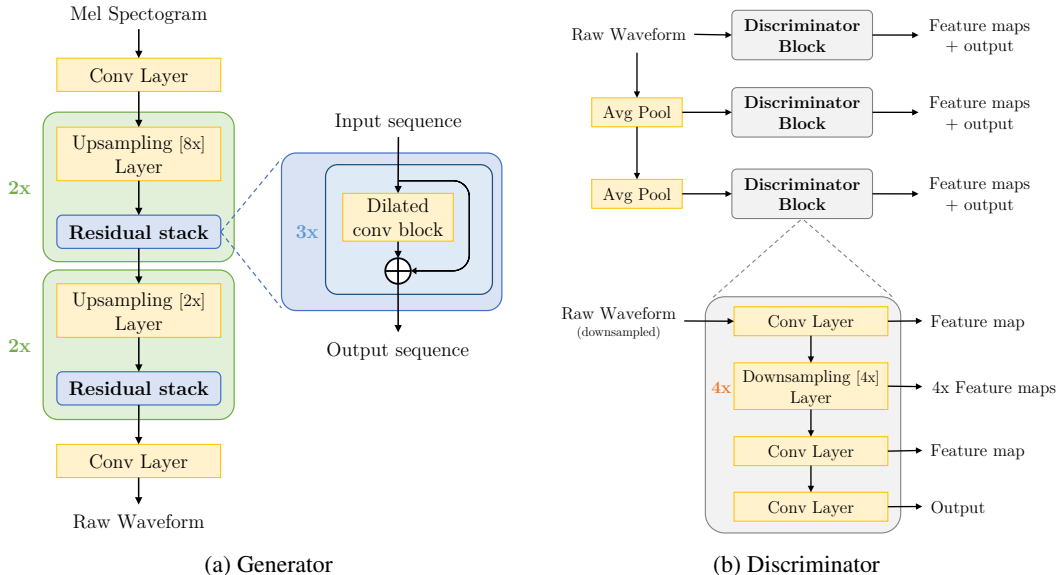 Mel Spectogram
Conv Layer
2x
Upsampling [8x]
Layer
Residual stack
2x
Upsampling [2x]
Layer
Residual stack
Conv Layer
Raw Waveform
Input sequence
3x
Dilated
conv block
Output sequence
(a) Generator
Raw Waveform
Discriminator
Block
Feature maps
+ output
Avg Pool
Discriminator
Block
Feature maps
+ output
Avg Pool
Discriminator
Block
Feature maps
+ output
Raw Waveform
(downsampled)
Conv Layer
Feature map
4x
Downsampling [4x]
Layer
4x Feature maps
Conv Layer
Feature map
Conv Layer
Output
(b) Discriminator